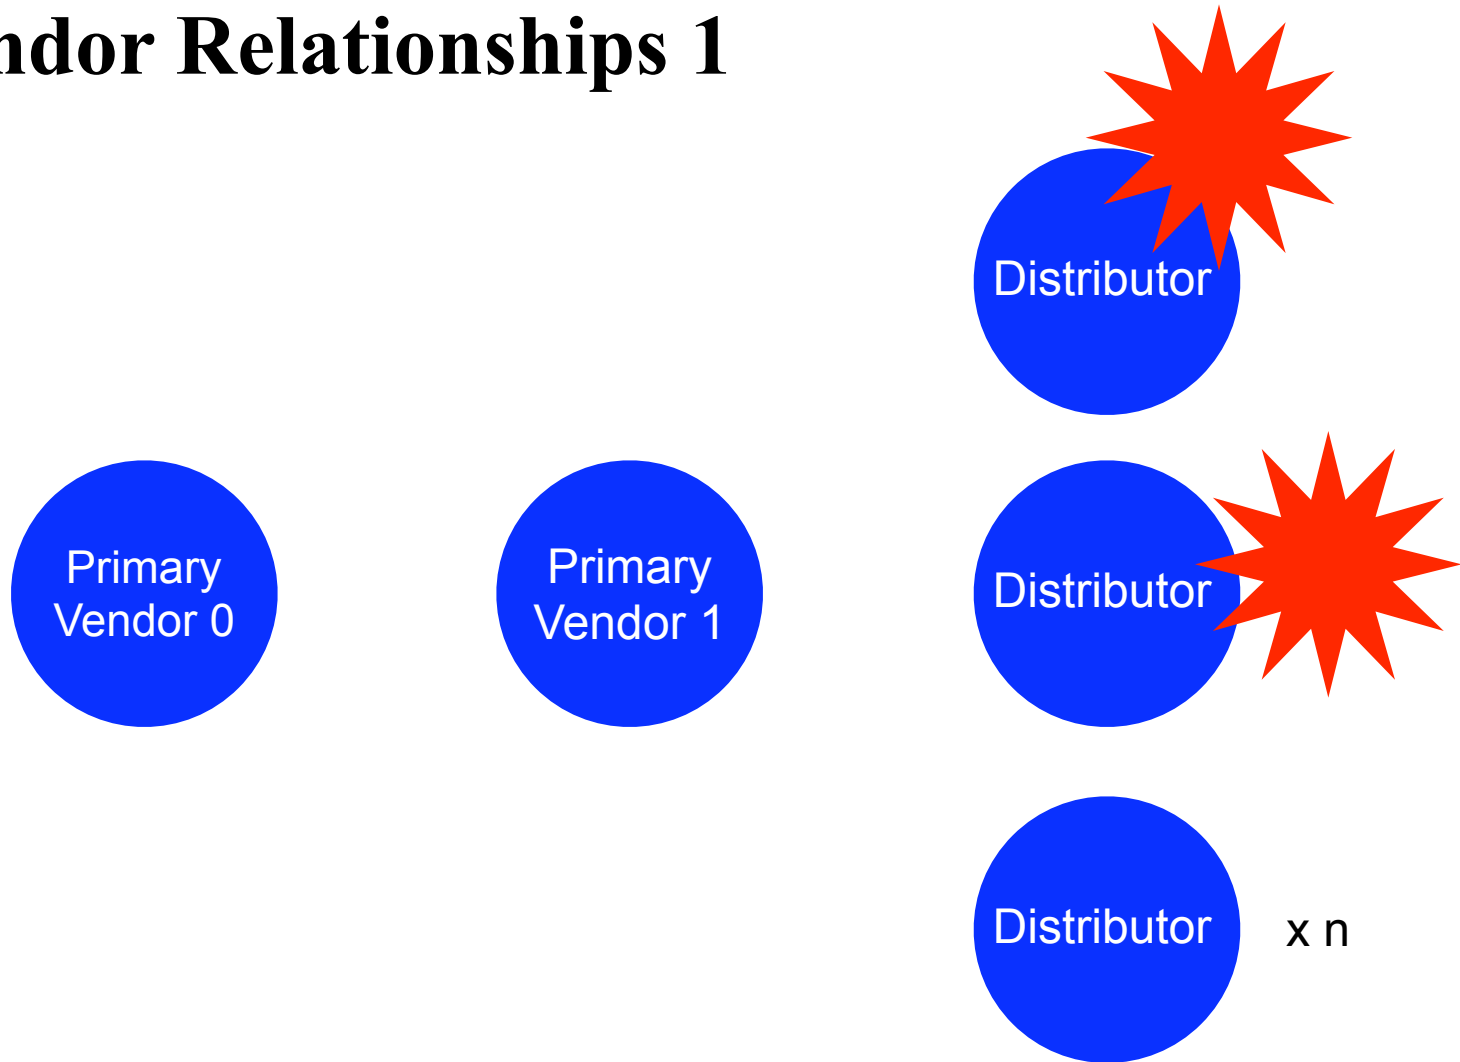 ndor Relationships 1
Distributor
Primary
Vendor 0
Primary
Vendor 1
Distributor
Distributor
x n